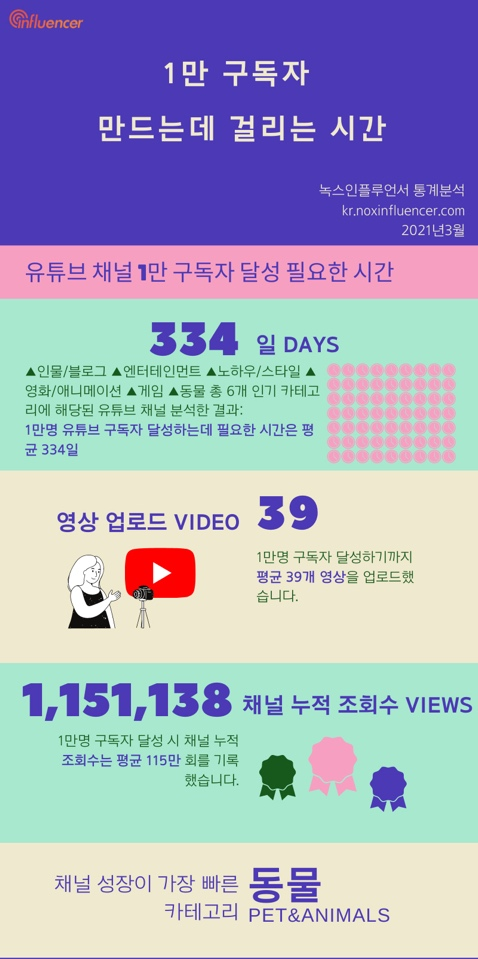 influencer
1만 구독자
만드는데 걸리는 시간
녹스인플루언서 통계분석
kr.noxinfluencer.com
2021년3월
유튜브 채널 1만 구독자 달성 필요한 시간
334 일 DAYS
▲인물/블로그 ▲엔터테인먼트 ▲노하우/스타일 ▲
영화/애니메이션 ▲게임 ▲동물 총 6개 인기 카테고
리에 해당된 유튜브 채널 분석한 결과:
1만명 유튜브 구독자 달성하는데 필요한 시간은 평
균 334일
영상 업로드 VIDEO 39
1만명 구독자 달성하기까지
평균 39개 영상을 업로드했
습니다.
1,151,138 채널 누적 조회수 VIEWS
1만명 구독자 달성 시 채널 누적
조회수는 평균 115만 회를 기록
했습니다.
채널 성장이 가장 빠른
카테고리
동물
PET&ANIMALS